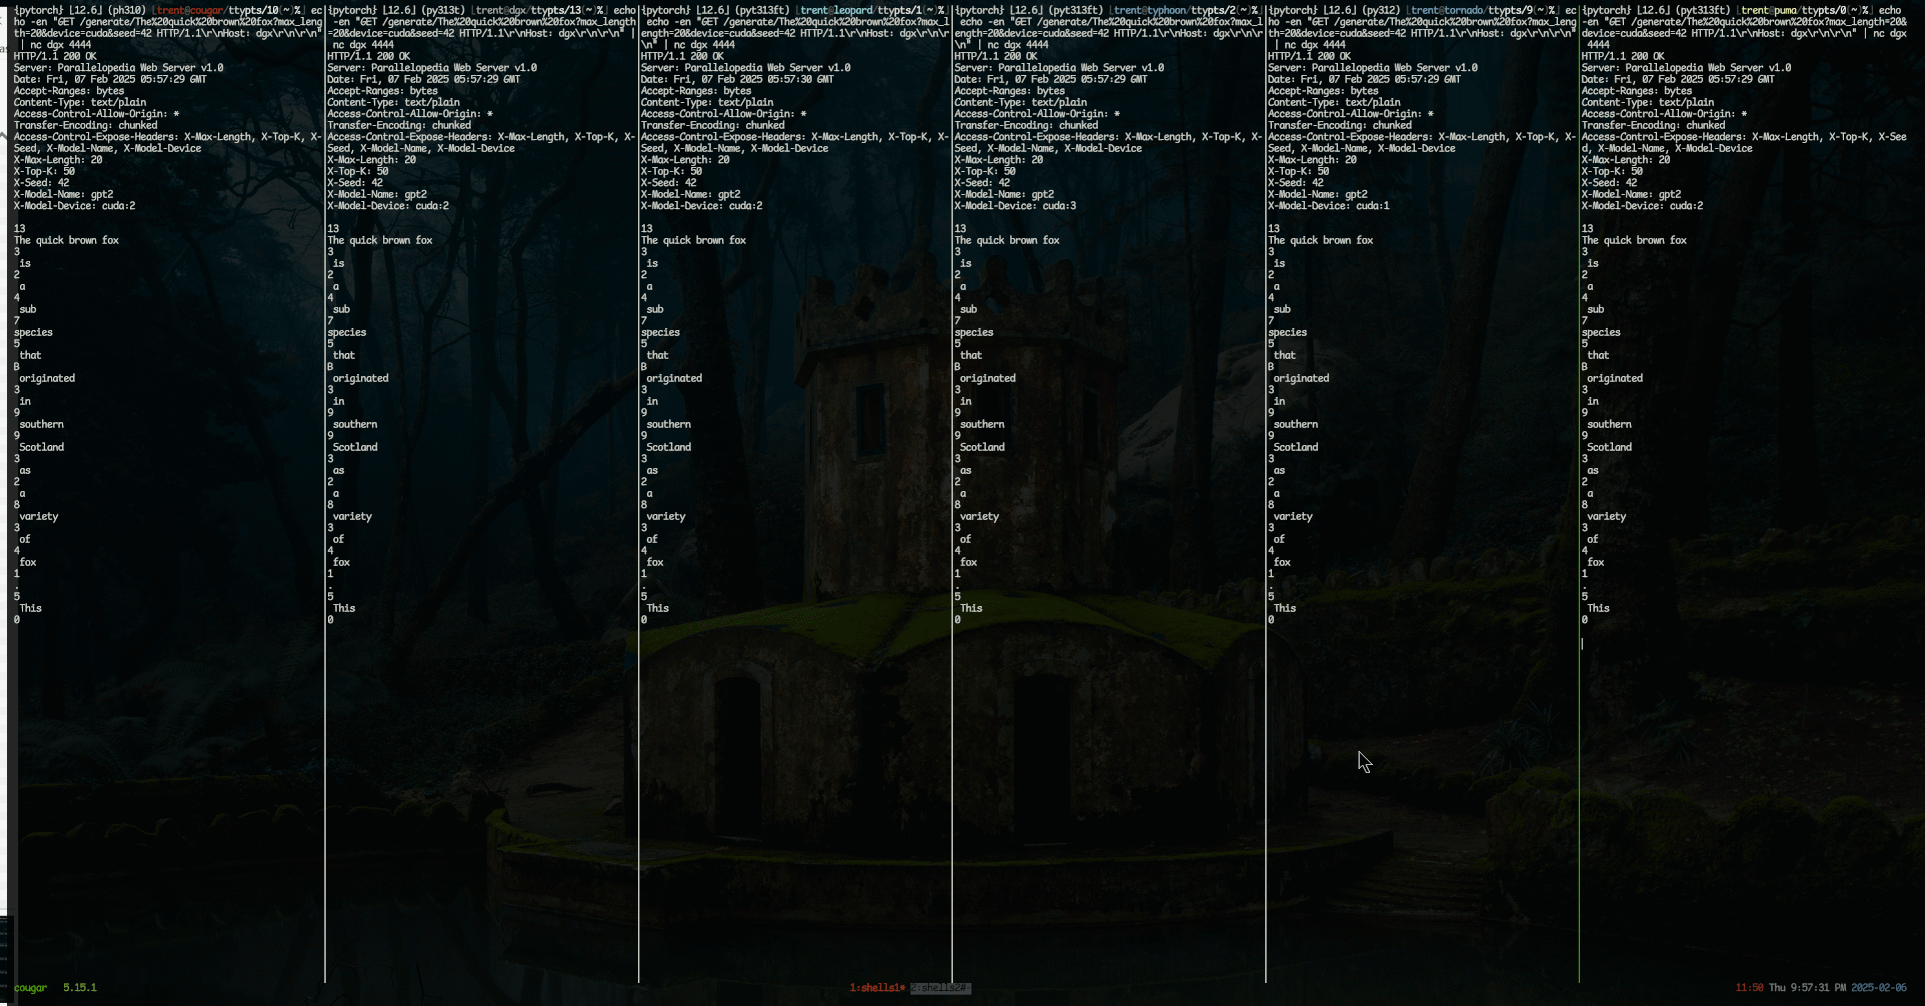 {pytorch} [12.6] (ph310) [trent@cougar/ttypts/10(~)%] ec
ho -en "GET /generate/The%20quick%20brown%20fox?max_leng
th=20&device=cuda&seed=42 HTTP/1.1\r\nHost: dgx\r\n\r\n"
| nc dgx 4444
HTTP/1.1 200 OK
Server: Parallelopedia Web Server v1.0
Date: Fri, 07 Feb 2025 05:57:29 GMT
Accept-Ranges: bytes
Content-Type: text/plain
Access-Control-Allow-Origin: *
Transfer-Encoding: chunked
Access-Control-Expose-Headers: X-Max-Length, X-Top-K, X-
Seed, X-Model-Name, X-Model-Device
X-Max-Length: 20
X-Top-K: 50
X-Seed: 42
X-Model-Name: gpt2
X-Model-Device: cuda:2
13
The quick brown fox
3
is
2
a
4
sub
7
species
5
that
B
originated
3
in
9
southern
9
Scotland
3
as
2
a
8
variety
3
of
4
fox
1
.
5
This
0
{pytorch} [12.6] (py313t) [trent@dgx/ttypts/13(~)%] echo
-en "GET /generate/The%20quick%20brown%20fox?max_length
=20&device=cuda&seed=42 HTTP/1.1\r\nHost: dgx\r\n\r\n" |
nc dgx 4444
HTTP/1.1 200 OK
Server: Parallelopedia Web Server v1.0
Date: Fri, 07 Feb 2025 05:57:29 GMT
Accept-Ranges: bytes
Content-Type: text/plain
Access-Control-Allow-Origin: *
Transfer-Encoding: chunked
Access-Control-Expose-Headers: X-Max-Length, X-Top-K, X-
Seed, X-Model-Name, X-Model-Device
X-Max-Length: 20
X-Top-K: 50
X-Seed: 42
X-Model-Name: gpt2
X-Model-Device: cuda:2
13
The quick brown fox
3
is
2
a
4
sub
7
species
5
that
B
originated
3
in
9
southern
9
Scotland
3
as
2
a
8
variety
3
of
4
fox
1
.
5
This
0
{pytorch} [12.6] (pyt313ft) [trent@leopard/ttypts/1(~)%]
echo -en "GET /generate/The%20quick%20brown%20fox?max_l
ength=20&device=cuda&seed=42 HTTP/1.1\r\nHost: dgx\r\n\r
\n" | nc dgx 4444
HTTP/1.1 200 OK
Server: Parallelopedia Web Server v1.0
Date: Fri, 07 Feb 2025 05:57:30 GMT
Accept-Ranges: bytes
Content-Type: text/plain
Access-Control-Allow-Origin: *
Transfer-Encoding: chunked
Access-Control-Expose-Headers: X-Max-Length, X-Top-K, X-
Seed, X-Model-Name, X-Model-Device
X-Max-Length: 20
X-Top-K: 50
X-Seed: 42
X-Model-Name: gpt2
X-Model-Device: cuda:2
13
The quick brown fox
3
is
2
a
4
sub
7
species
5
that
B
originated
3
in
9
southern
9
Scotland
3
as
2
a
8
variety
3
of
4
fox
1
.
5
This
0
{pytorch} [12.6] (pyt313ft) [trent@typhoon/ttypts/2(~)%]
echo -en "GET /generate/The%20quick%20brown%20fox?max_l
ength=20&device=cuda&seed=42 HTTP/1.1\r\nHost: dgx\r\n\r
\n" | nc dgx 4444
HTTP/1.1 200 OK
Server: Parallelopedia Web Server v1.0
Date: Fri, 07 Feb 2025 05:57:29 GMT
Accept-Ranges: bytes
Content-Type: text/plain
Access-Control-Allow-Origin: *
Transfer-Encoding: chunked
Access-Control-Expose-Headers: X-Max-Length, X-Top-K, X-
Seed, X-Model-Name, X-Model-Device
X-Max-Length: 20
X-Top-K: 50
X-Seed: 42
X-Model-Name: gpt2
X-Model-Device: cuda:3
13
The quick brown fox
3
is
2
a
4
sub
7
species
5
that
B
originated
3
in
9
southern
9
Scotland
3
as
2
a
8
variety
3
of
4
fox
1
.
5
This
0
{pytorch} [12.6] (py312) [trent@tornado/ttypts/9(~)%] ec
ho -en "GET /generate/The%20quick%20brown%20fox?max_leng
th=20&device=cuda&seed=42 HTTP/1.1\r\nHost: dgx\r\n\r\n"
| nc dgx 4444
HTTP/1.1 200 OK
Server: Parallelopedia Web Server v1.0
Date: Fri, 07 Feb 2025 05:57:29 GMT
Accept-Ranges: bytes
Content-Type: text/plain
Access-Control-Allow-Origin: *
Transfer-Encoding: chunked
Access-Control-Expose-Headers: X-Max-Length, X-Top-K, X-
Seed, X-Model-Name, X-Model-Device
X-Max-Length: 20
X-Top-K: 50
X-Seed: 42
X-Model-Name: gpt2
X-Model-Device: cuda:1
13
The quick brown fox
3
is
2
a
4
sub
7
species
5
that
B
originated
3
in
9
southern
9
Scotland
3
as
2
a
8
variety
3
of
4
fox
1
.
5
This
0
{pytorch} [12.6] (pyt313ft) [trent@puma/ttypts/0(~)%] echo
-en "GET /generate/The%20quick%20brown%20fox?max_length=20&
device=cuda&seed=42 HTTP/1.1\r\nHost: dgx\r\n\r\n" | nc dgx
4444
HTTP/1.1 200 OK
Server: Parallelopedia Web Server v1.0
Date: Fri, 07 Feb 2025 05:57:29 GMT
Accept-Ranges: bytes
Content-Type: text/plain
Access-Control-Allow-Origin: *
Transfer-Encoding: chunked
Access-Control-Expose-Headers: X-Max-Length, X-Top-K, X-See
d, X-Model-Name, X-Model-Device
X-Max-Length: 20
X-Top-K: 50
X-Seed: 42
X-Model-Name: gpt2
X-Model-Device: cuda:2
13
The quick brown fox
3
is
2
a
4
sub
7
species
5
that
B
originated
3
in
9
southern
9
Scotland
3
as
2
a
8
variety
3
of
4
fox
1
.
5
This
0
cougar 5.15.1 1:shells1* 2:shells2#- 11:50 Thu 9:57:31 PM 2025-02-06